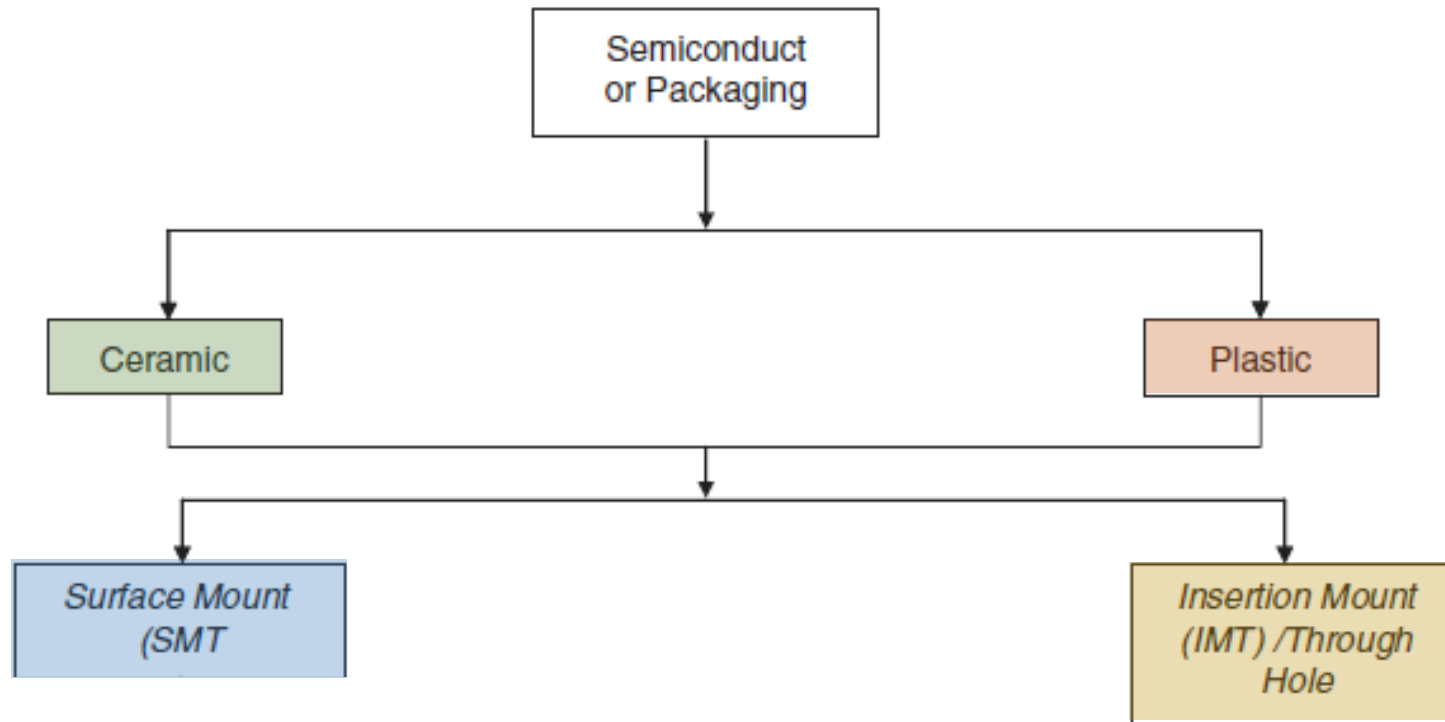 Semiconduct
or Packaging
Ceramic
Plastic
Surface Mount
(SMT
Insertion Mount
(IMT) /Through
Hole